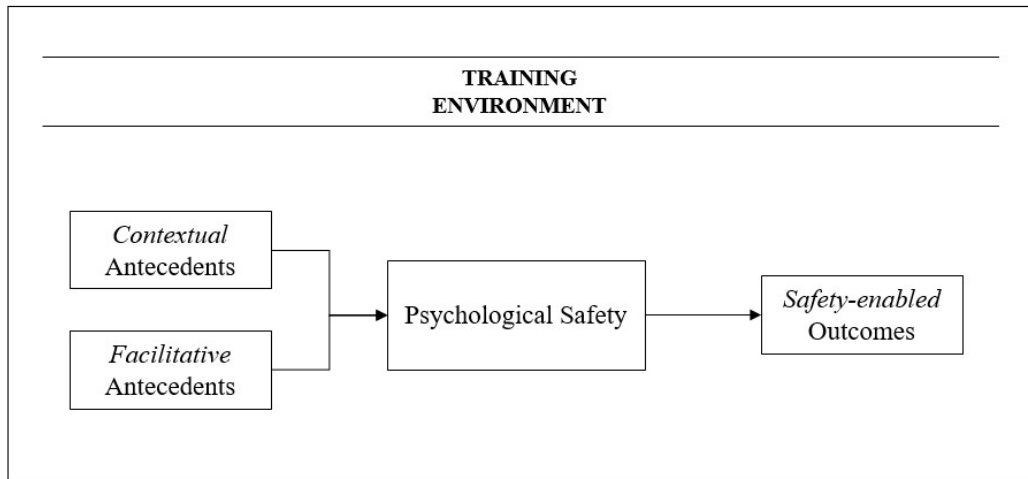 TRAINING
ENVIRONMENT
Contextual
Antecedents
Facilitative
Antecedents
Psychological Safety
Safety-enabled
Outcomes